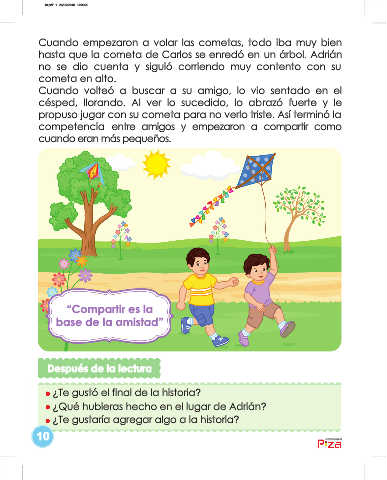 Cuando empezaron a volar las cometas, todo iba muy bien
hasta que la cometa de Carlos se enredó en un árbol. Adrián
no se dio cuenta y siguió corriendo muy contento con su
cometa en alto.
Cuando volteó a buscar a su amigo, lo vio sentado en el
césped, llorando. Al ver lo sucedido, lo abrazó fuerte y le
propuso jugar con su cometa para no verlo triste. Así terminó la
competencia entre amigos y empezaron a compartir como
cuando eran más pequeños.
“Compartir es la
base de la amistad”
Después de la lectura
¿Te gustó el final de la historia?
¿Qué hubieras hecho en el lugar de Adrián?
¿Te gustaría agregar algo a la historia?
10
Piza